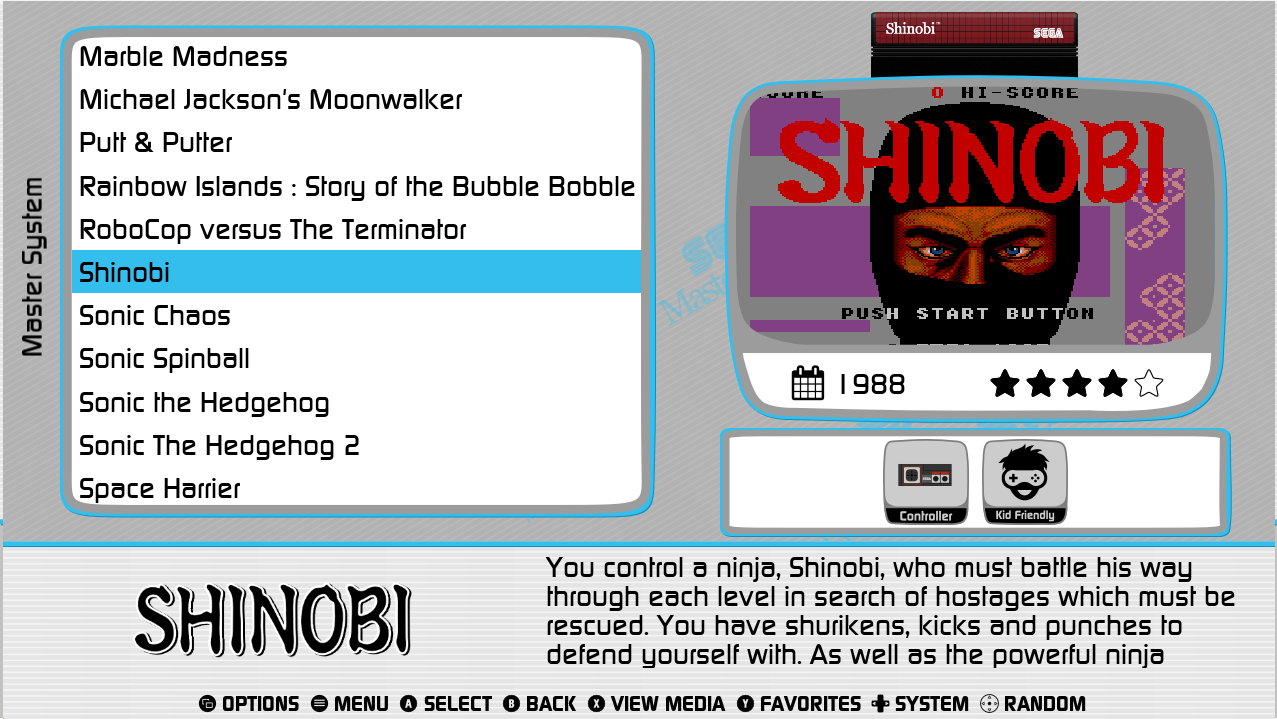 Master System
Marble Madness
Michael Jackson's Moonwalker
Putt & Putter
Rainbow Islands : Story of the Bubble Bobble
RoboCop versus The Terminator
Shinobi
Sonic Chaos
Sonic Spinball
Sonic the Hedgehog
Sonic The Hedgehog 2
Space Harrier
Shinobi™
SEGA
0 HI-SCORE
SHINOBI
PUSH START BUTTON
1988
Controller
Kid Friendly
SHINOBI
You control a ninja, Shinobi, who must battle his way
through each level in search of hostages which must be
rescued. You have shurikens, kicks and punches to
defend yourself with. As well as the powerful ninja
OPTIONS MENU A SELECT B BACK X VIEW MEDIA Y FAVORITES SYSTEM RANDOM